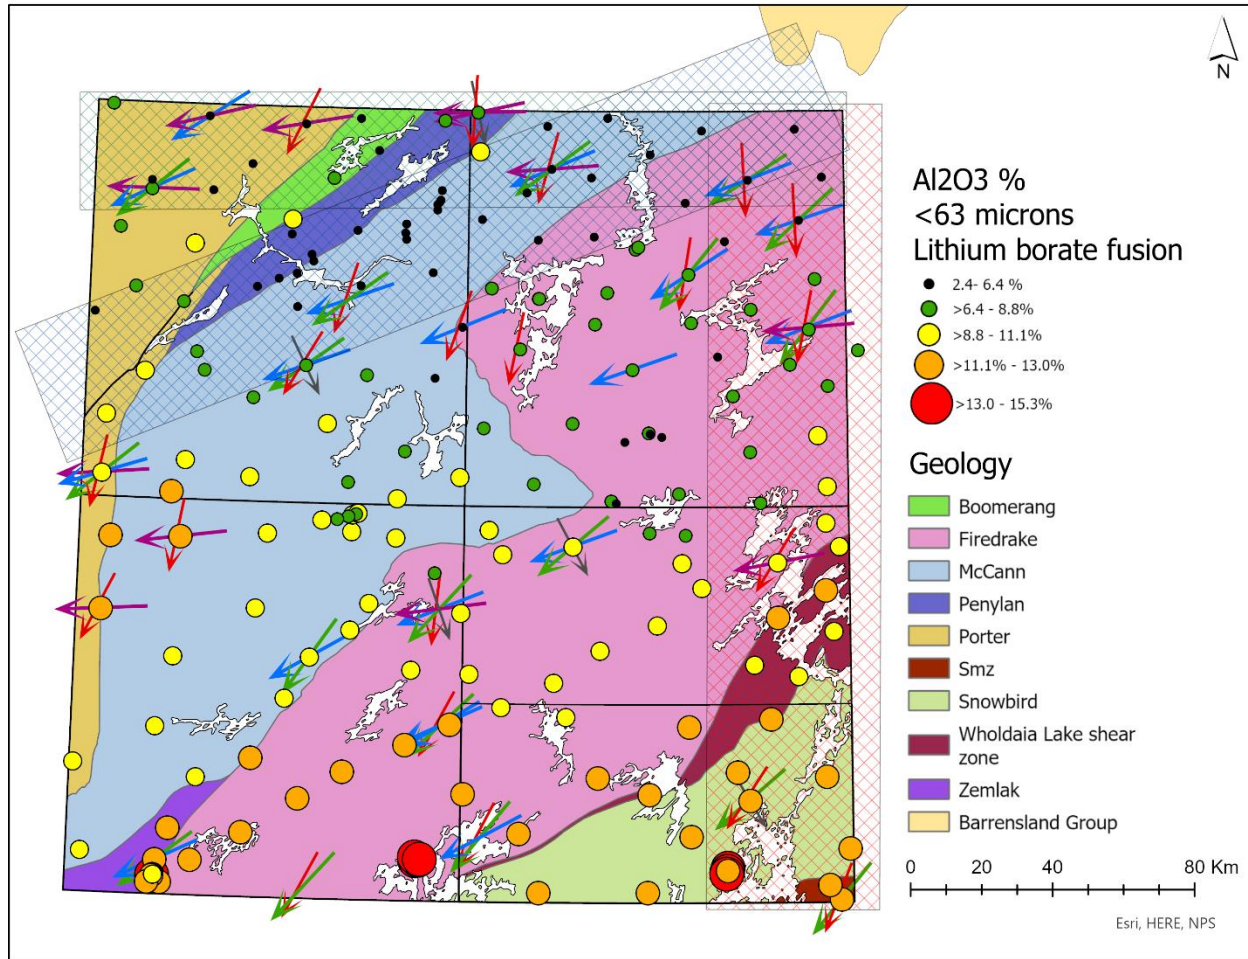 N
Al2O3 %
<63 microns
Lithium borate fusion
2.4- 6.4 %
>6.4 - 8.8%
>8.8 - 11.1%
>11.1% - 13.0%
>13.0 - 15.3%
Geology
Boomerang
Firedrake
McCann
Penylan
Porter
Smz
Snowbird
Wholdaia Lake shear
zone
Zemlak
Barrensland Group
0 20 40 80 Km
Esri, HERE, NPS